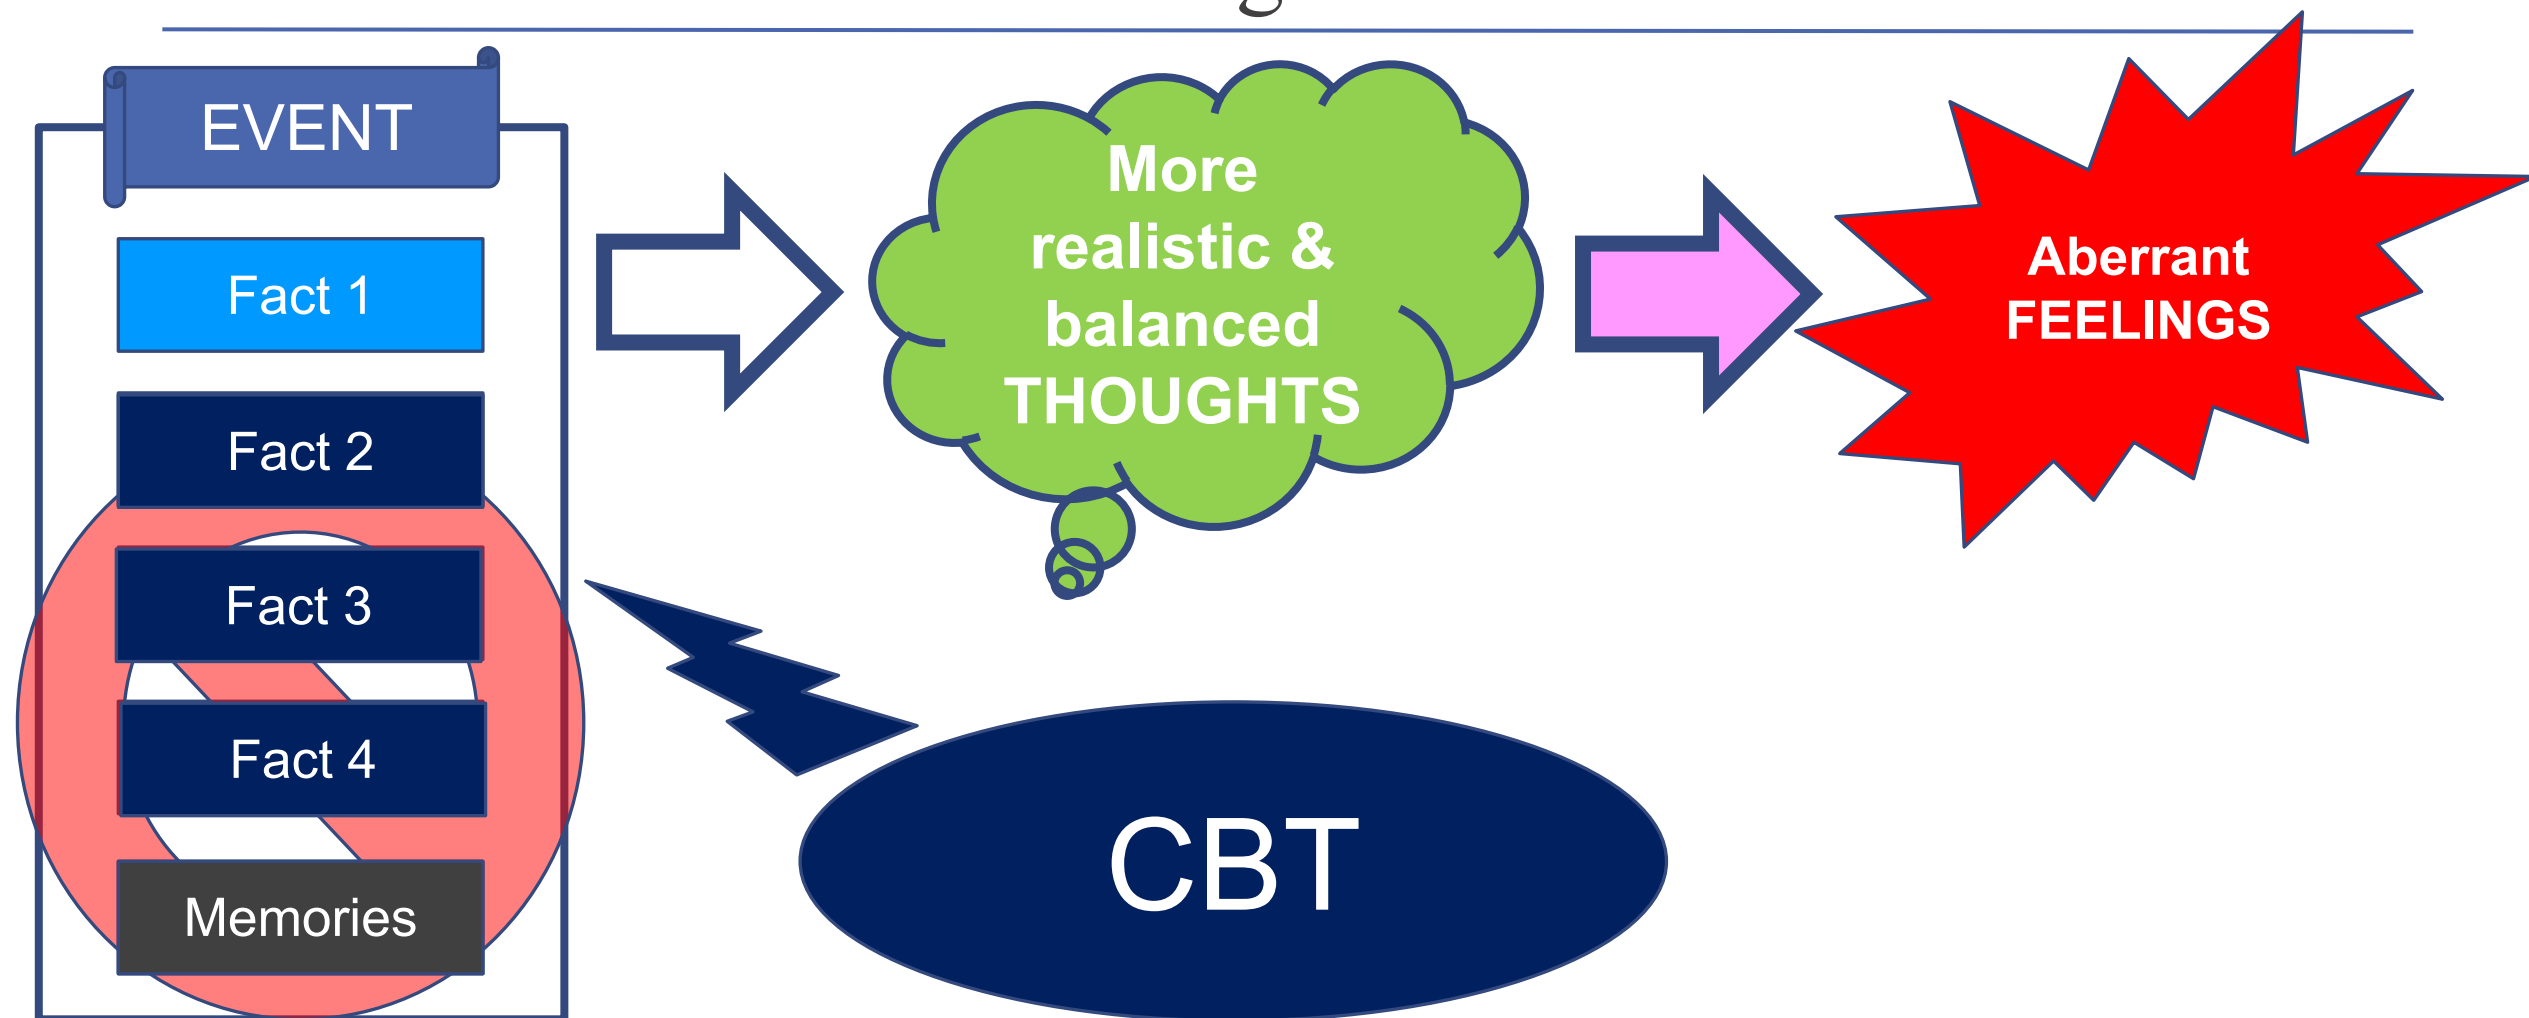 EVENT
Fact 1
Fact 2
Fact 3
Fact 4
Memories
More
realistic &
balanced
THOUGHTS
Aberrant
FEELINGS
CBT